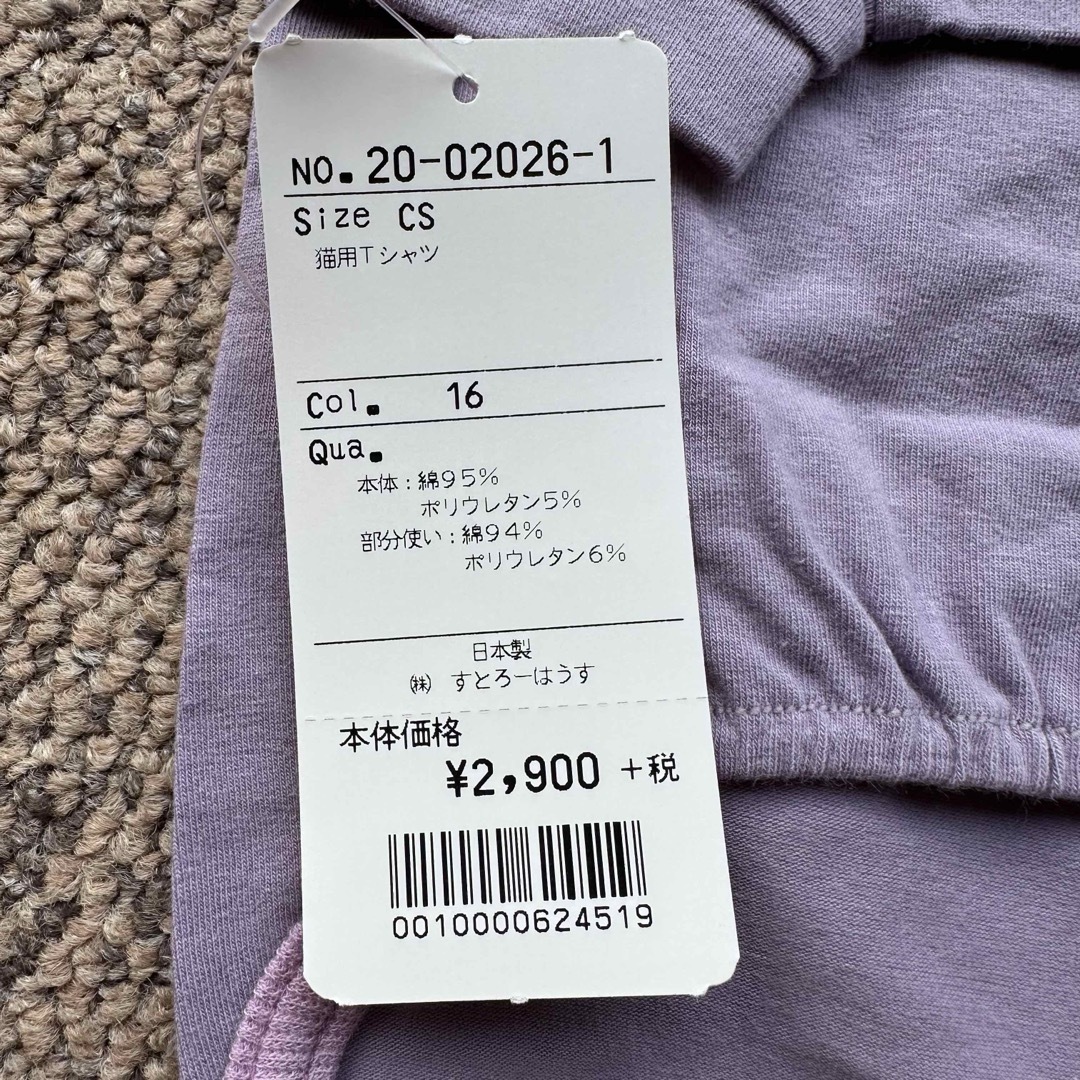 NO.20-02026-1
Size CS
猫用Tシャツ
Col. 16
Qua.
本体:綿95%
ポリウレタン5%
部分使い:綿94%
ポリウレタン6%
日本製
㈱ すとろーはうす
本体価格
¥2,900 +税
0010000624519